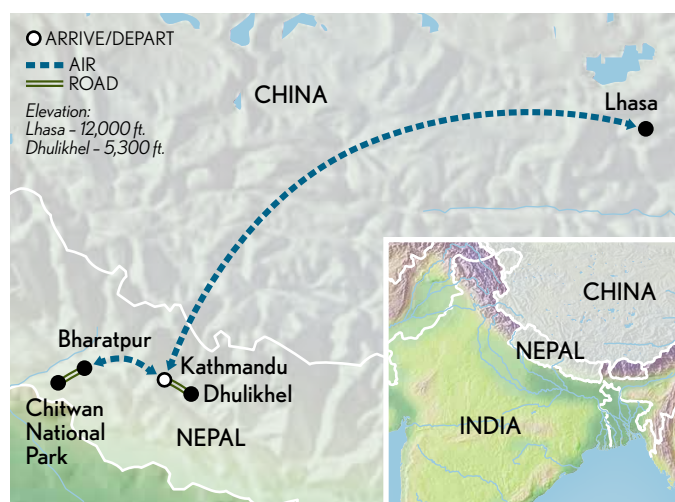 ARRIVE/DEPART
AIR
ROAD
Elevation:
Lhasa – 12,000 ft.
Dhulikhel – 5,300 ft.
CHINA
Lhasa
Bharatpur
Kathmandu
Dhulikhel
Chitwan
National
Park
NEPAL
CHINA
NEPAL
INDIA